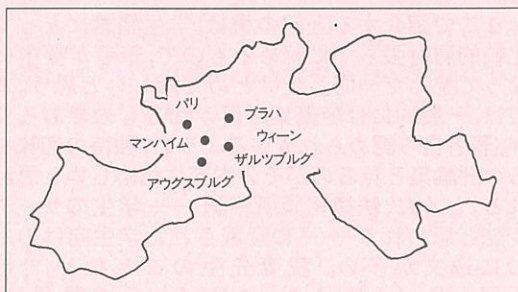 パリ
プラハ
マンハイム
ウィーン
ザルツブルグ
アウグスブルグ